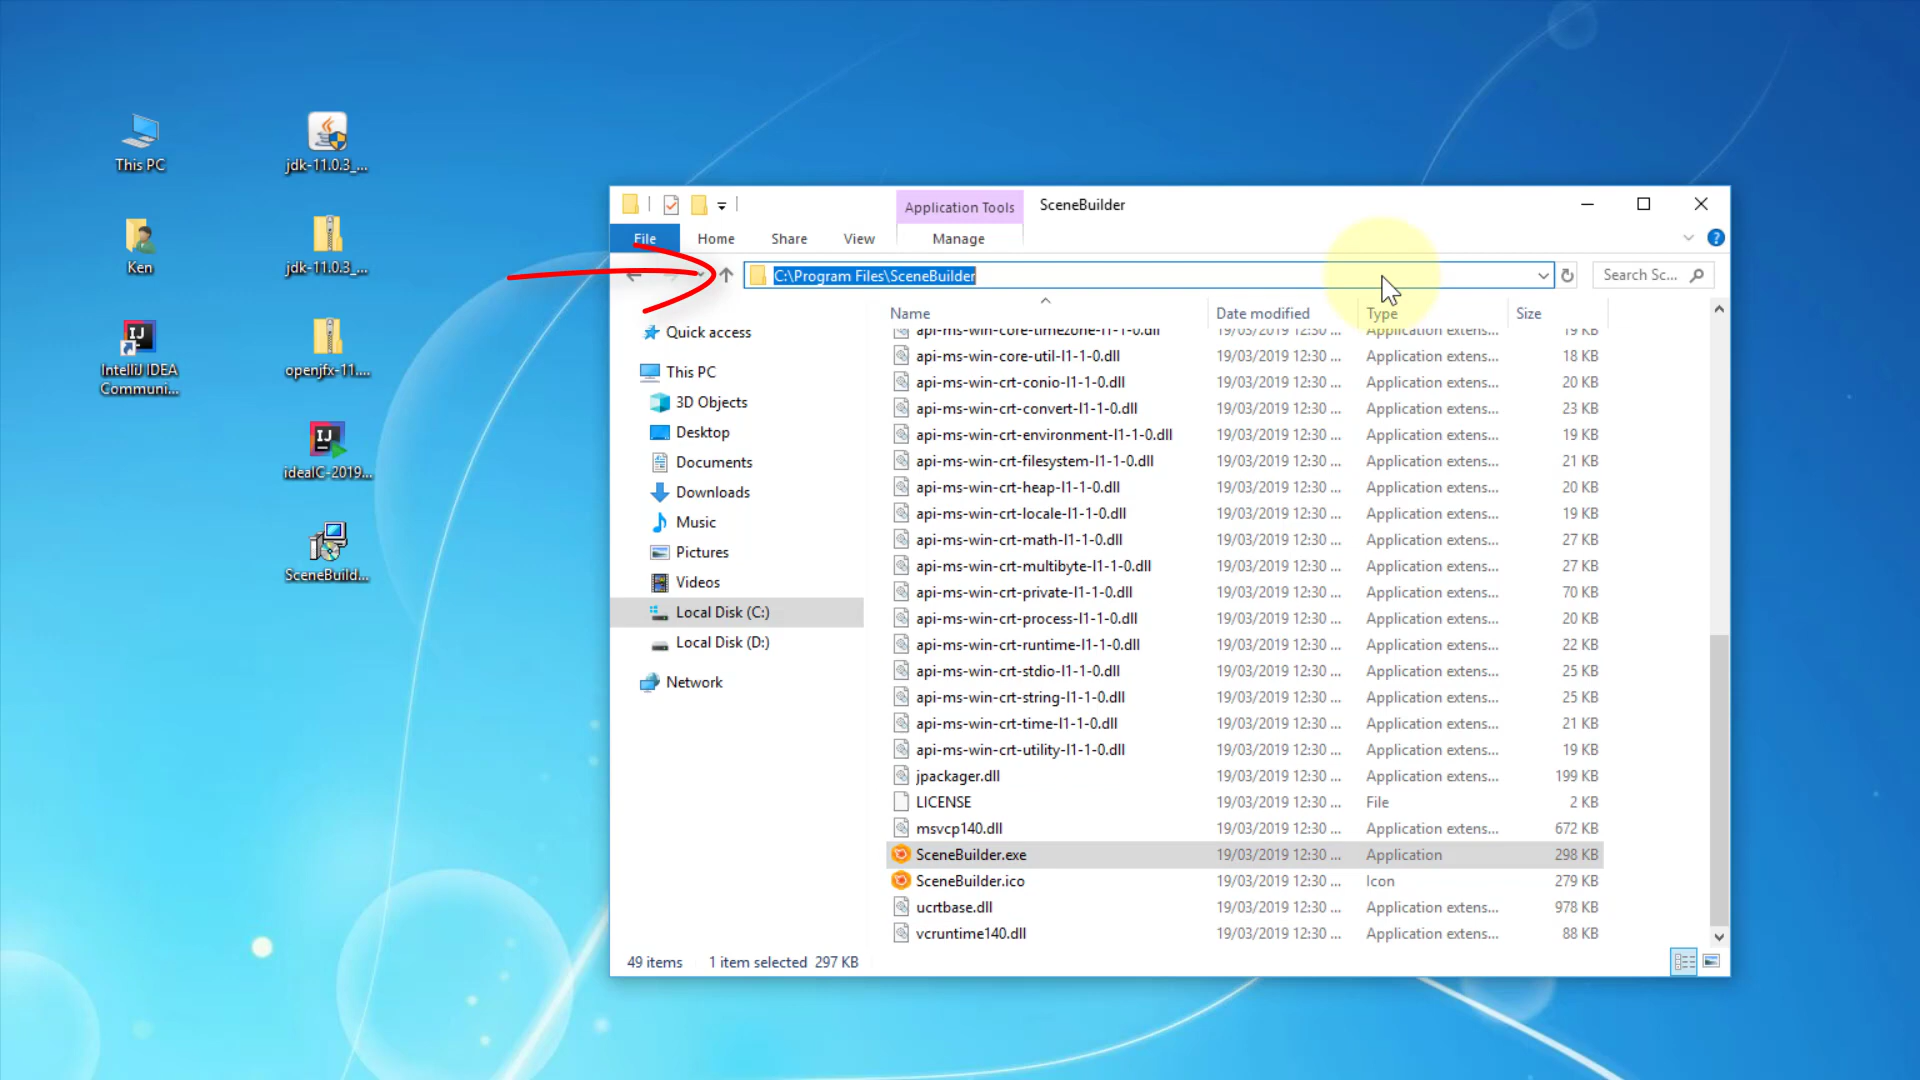 This PC
jdk-11.0.3_...
Ken
jdk-11.0.3_...
IntelliJ IDEA
Communi...
openjfx-11....
ideaIC-2019...
SceneBuild...
Application Tools
SceneBuilder
File
Home
Share
View
Manage
C:\Program Files\SceneBuilder
Search Sc...
Quick access
This PC
3D Objects
Desktop
Documents
Downloads
Music
Pictures
Videos
Local Disk (C:)
Local Disk (D:)
Network
Name Date modified Type Size
api-ms-win-core-timezone-l1-1-0.dll 19/03/2019 12:30 ... Application extens... 19 KB
api-ms-win-core-util-l1-1-0.dll 19/03/2019 12:30 ... Application extens... 18 KB
api-ms-win-crt-conio-l1-1-0.dll 19/03/2019 12:30 ... Application extens... 20 KB
api-ms-win-crt-convert-l1-1-0.dll 19/03/2019 12:30 ... Application extens... 23 KB
api-ms-win-crt-environment-l1-1-0.dll 19/03/2019 12:30 ... Application extens... 19 KB
api-ms-win-crt-filesystem-l1-1-0.dll 19/03/2019 12:30 ... Application extens... 21 KB
api-ms-win-crt-heap-l1-1-0.dll 19/03/2019 12:30 ... Application extens... 20 KB
api-ms-win-crt-locale-l1-1-0.dll 19/03/2019 12:30 ... Application extens... 19 KB
api-ms-win-crt-math-l1-1-0.dll 19/03/2019 12:30 ... Application extens... 27 KB
api-ms-win-crt-multibyte-l1-1-0.dll 19/03/2019 12:30 ... Application extens... 27 KB
api-ms-win-crt-private-l1-1-0.dll 19/03/2019 12:30 ... Application extens... 70 KB
api-ms-win-crt-process-l1-1-0.dll 19/03/2019 12:30 ... Application extens... 20 KB
api-ms-win-crt-runtime-l1-1-0.dll 19/03/2019 12:30 ... Application extens... 22 KB
api-ms-win-crt-stdio-l1-1-0.dll 19/03/2019 12:30 ... Application extens... 25 KB
api-ms-win-crt-string-l1-1-0.dll 19/03/2019 12:30 ... Application extens... 25 KB
api-ms-win-crt-time-l1-1-0.dll 19/03/2019 12:30 ... Application extens... 21 KB
api-ms-win-crt-utility-l1-1-0.dll 19/03/2019 12:30 ... Application extens... 19 KB
jpackager.dll 19/03/2019 12:30 ... Application extens... 199 KB
LICENSE 19/03/2019 12:30 ... File 2 KB
msvcp140.dll 19/03/2019 12:30 ... Application extens... 672 KB
SceneBuilder.exe 19/03/2019 12:30 ... Application 298 KB
SceneBuilder.ico 19/03/2019 12:30 ... Icon 279 KB
ucrtbase.dll 19/03/2019 12:30 ... Application extens... 978 KB
vcruntime140.dll 19/03/2019 12:30 ... Application extens... 88 KB
49 items 1 item selected 297 KB